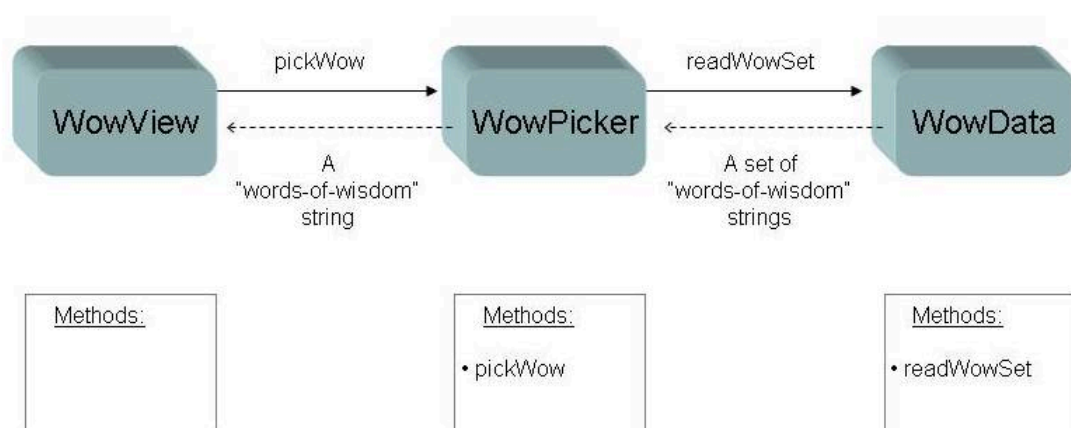 pickWow
readWowSet
WowView
WowPicker
WowData
A
"words-of-wisdom"
string
A set of
"words-of-wisdom"
strings
Methods:
Methods:
• pickWow
Methods:
• readWowSet